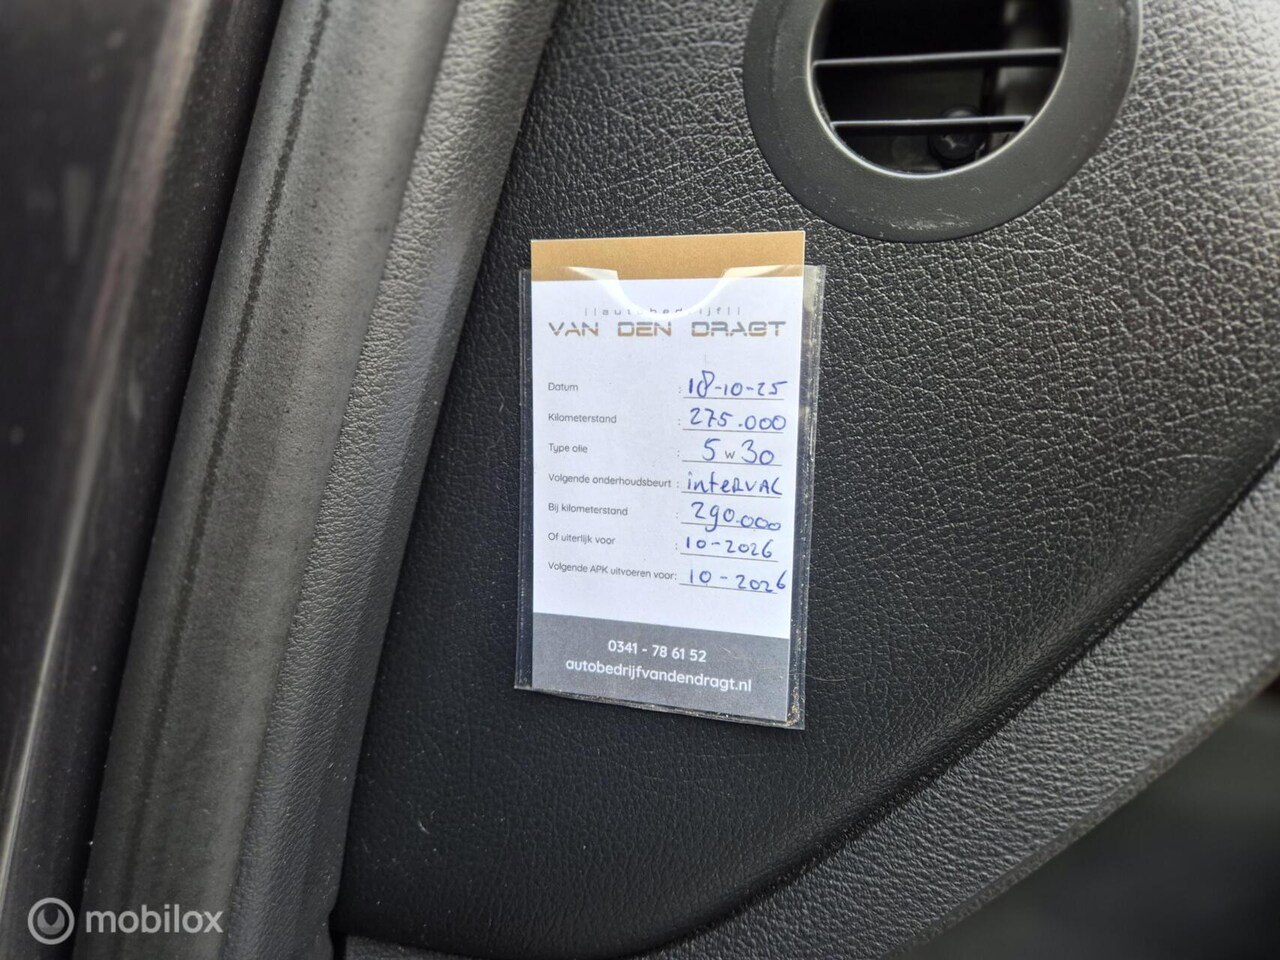 ||autobedrijf||
VAN DEN DRAGT
Datum : 18-10-25
Kilometerstand : 275.000
Type olie : 5 w 30
Volgende onderhoudsbeurt : interval
Bij kilometerstand : 290.000
Of uiterlijk voor : 10-2026
Volgende APK uitvoeren voor: 10-2026
0341 - 78 61 52
autobedrijfvandendragt.nl
mobilox